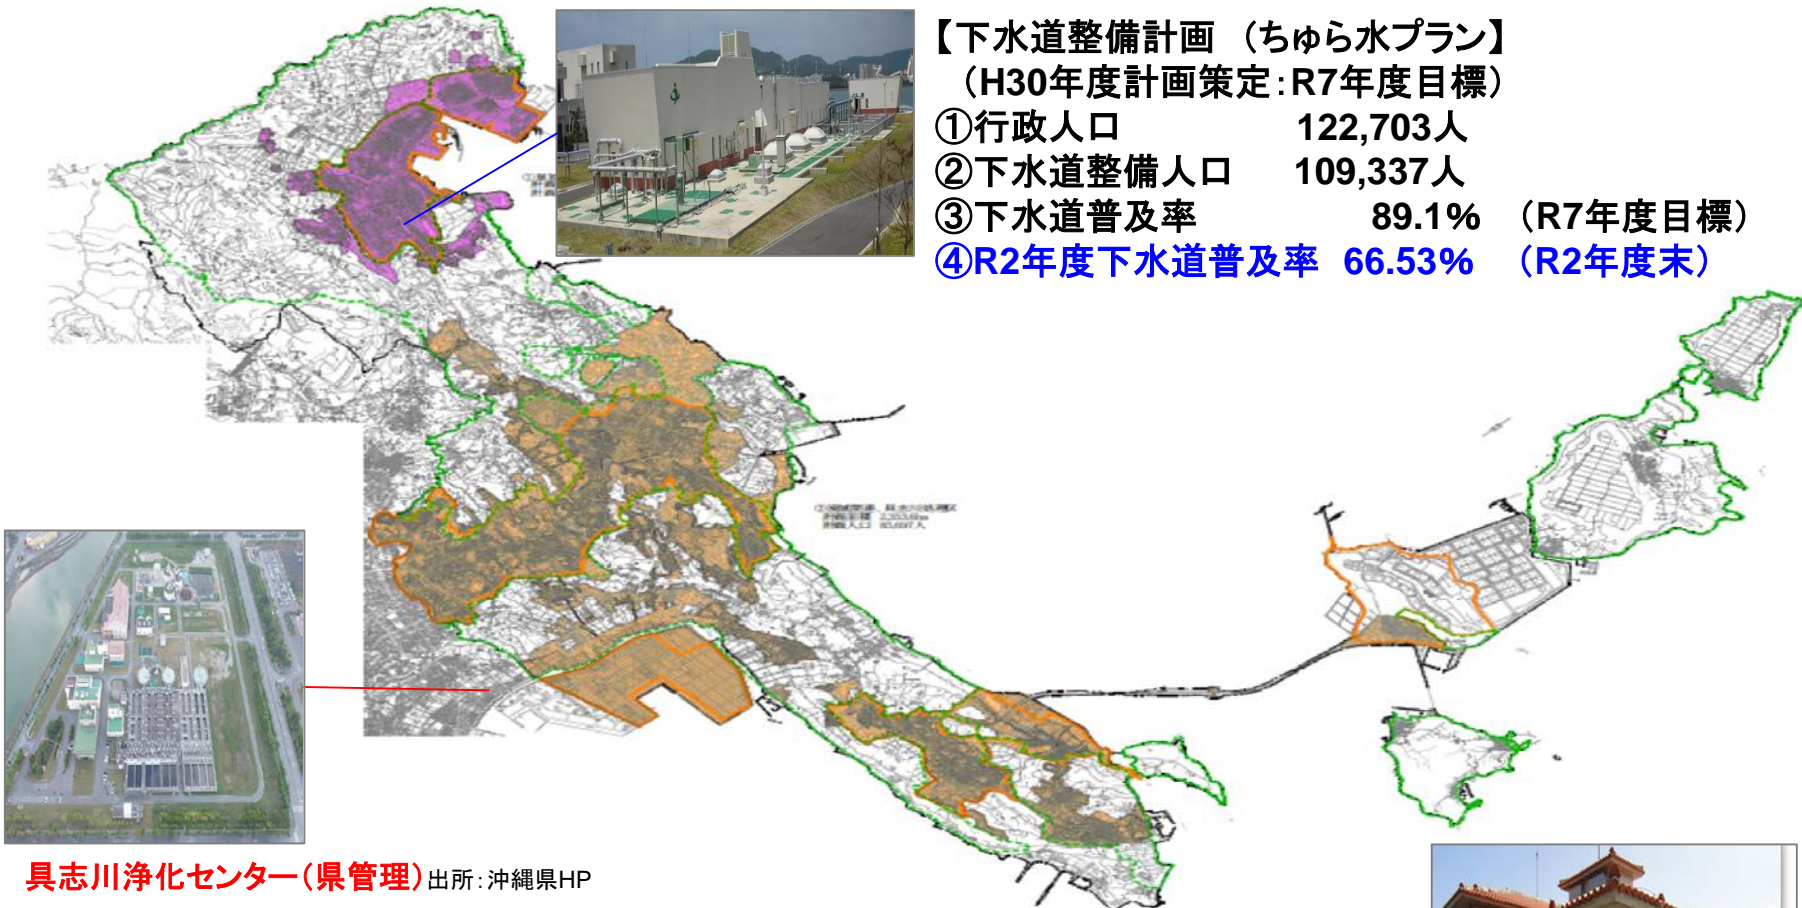 【下水道整備計画 (ちゅら水プラン】
(H30年度計画策定:R7年度目標)
①行政人口 122,703人
②下水道整備人口 109,337人
③下水道普及率 89.1% (R7年度目標)
④R2年度下水道普及率 66.53% (R2年度末)
具志川浄化センター(県管理)出所:沖縄県HP